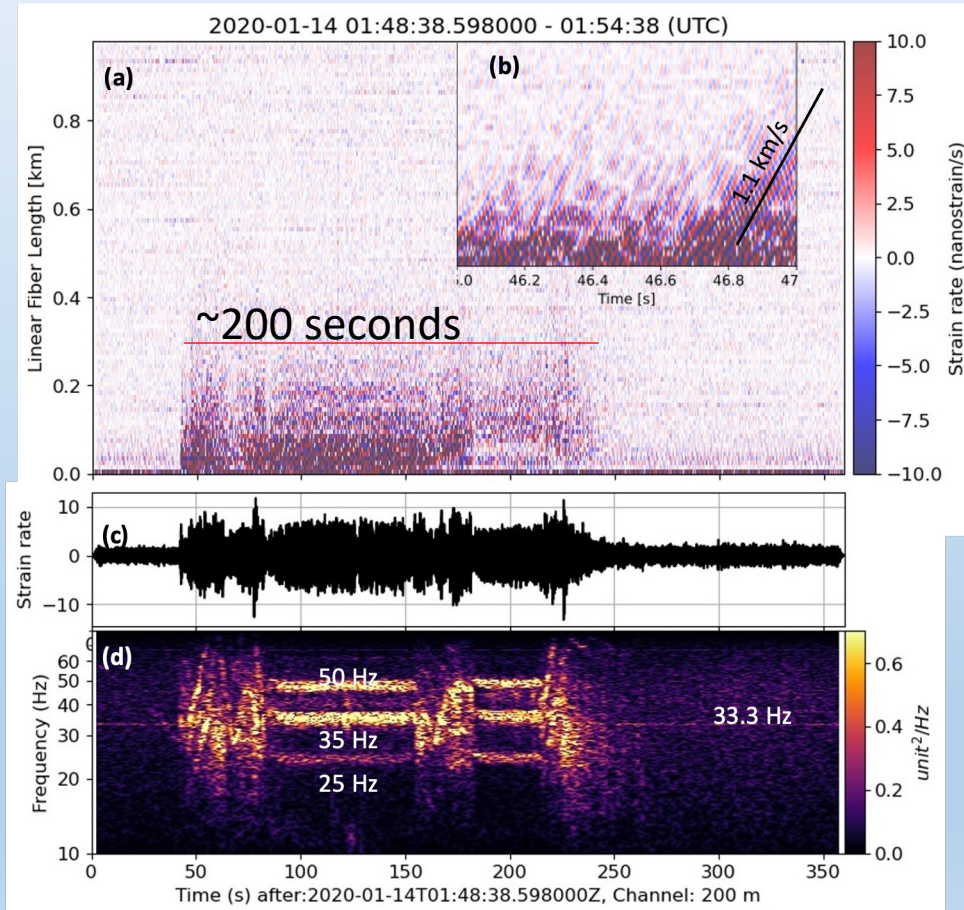 2020-01-14 01:48:38.598000 - 01:54:38 (UTC)
(a)
(b)
Linear Fiber Length [km]
0.8
0.6
0.4
0.2
0.0
1.1 km/s
.0 46.2 46.4 46.6 46.8 47
Time [s]
~200 seconds
10.0
7.5
5.0
2.5
0.0
−2.5
−5.0
−7.5
−10.0
Strain rate (nanostrain/s)
(c)
Strain rate
10
0
−10
(d)
Frequency (Hz)
60
50
40
30
20
10
50 Hz
35 Hz
25 Hz
33.3 Hz
0.6
0.4
0.2
0.0
unit²/Hz
0 50 100 150 200 250 300 350
Time (s) after:2020-01-14T01:48:38.598000Z, Channel: 200 m